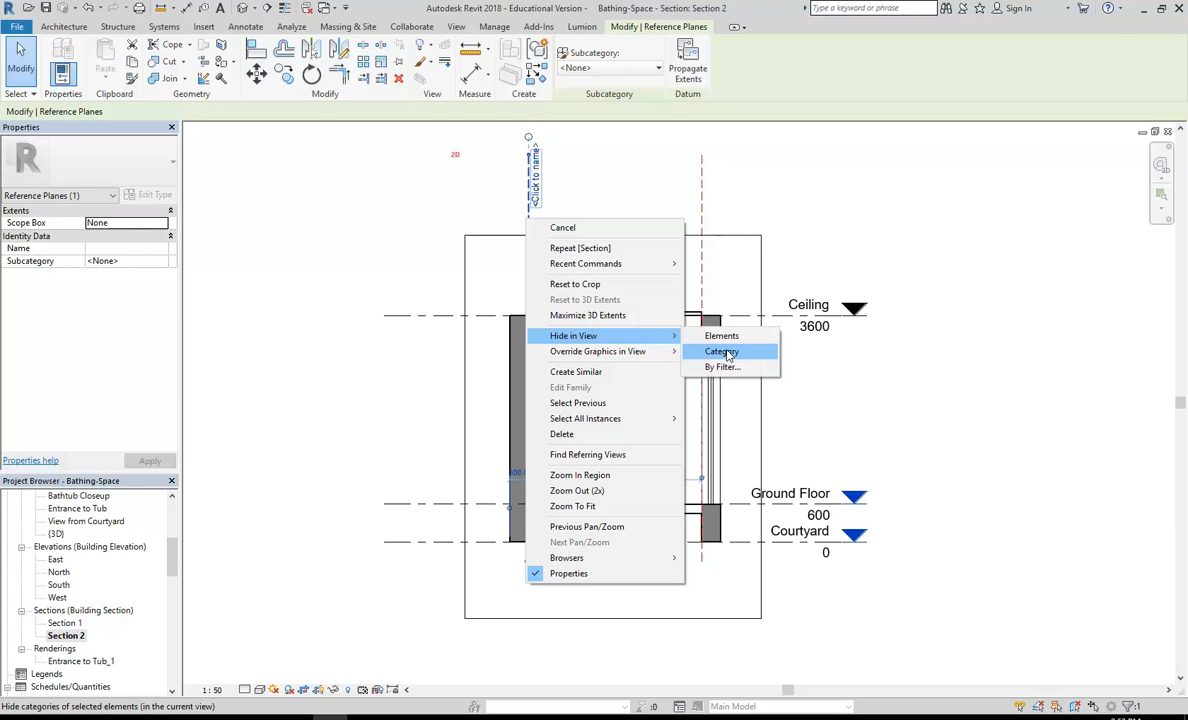 Autodesk Revit 2018 - Educational Version - Bathing-Space - Section: Section 2
Type a keyword or phrase
Sign In
File Architecture Structure Systems Insert Annotate Analyze Massing & Site Collaborate View Manage Add-Ins Lumion Modify | Reference Planes
Modify
Properties
Paste
Cope
Cut
Join
Subcategory:
<None>
Propagate
Extents
Select Properties Clipboard Geometry Modify View Measure Create Subcategory Datum
Modify | Reference Planes
Properties
Reference Planes (1)
Edit Type
Extents
Scope Box None
Identity Data
Name
Subcategory <None>
Properties help
Apply
Project Browser - Bathing-Space
Bathtub Closeup
Entrance to Tub
View from Courtyard
{3D}
Elevations (Building Elevation)
East
North
South
West
Sections (Building Section)
Section 1
Section 2
Renderings
Entrance to Tub_1
Legends
Schedules/Quantities
2D
<Click to name>
Cancel
Repeat [Section]
Recent Commands
Reset to Crop
Reset to 3D Extents
Maximize 3D Extents
Hide in View
Override Graphics in View
Create Similar
Edit Family
Select Previous
Select All Instances
Delete
Find Referring Views
Zoom In Region
Zoom Out (2x)
Zoom To Fit
Previous Pan/Zoom
Next Pan/Zoom
Browsers
Properties
Elements
Category
By Filter...
Ceiling
3600
Ground Floor
600
Courtyard
0
1 : 50
Hide categories of selected elements (in the current view)
:0
Main Model
:1